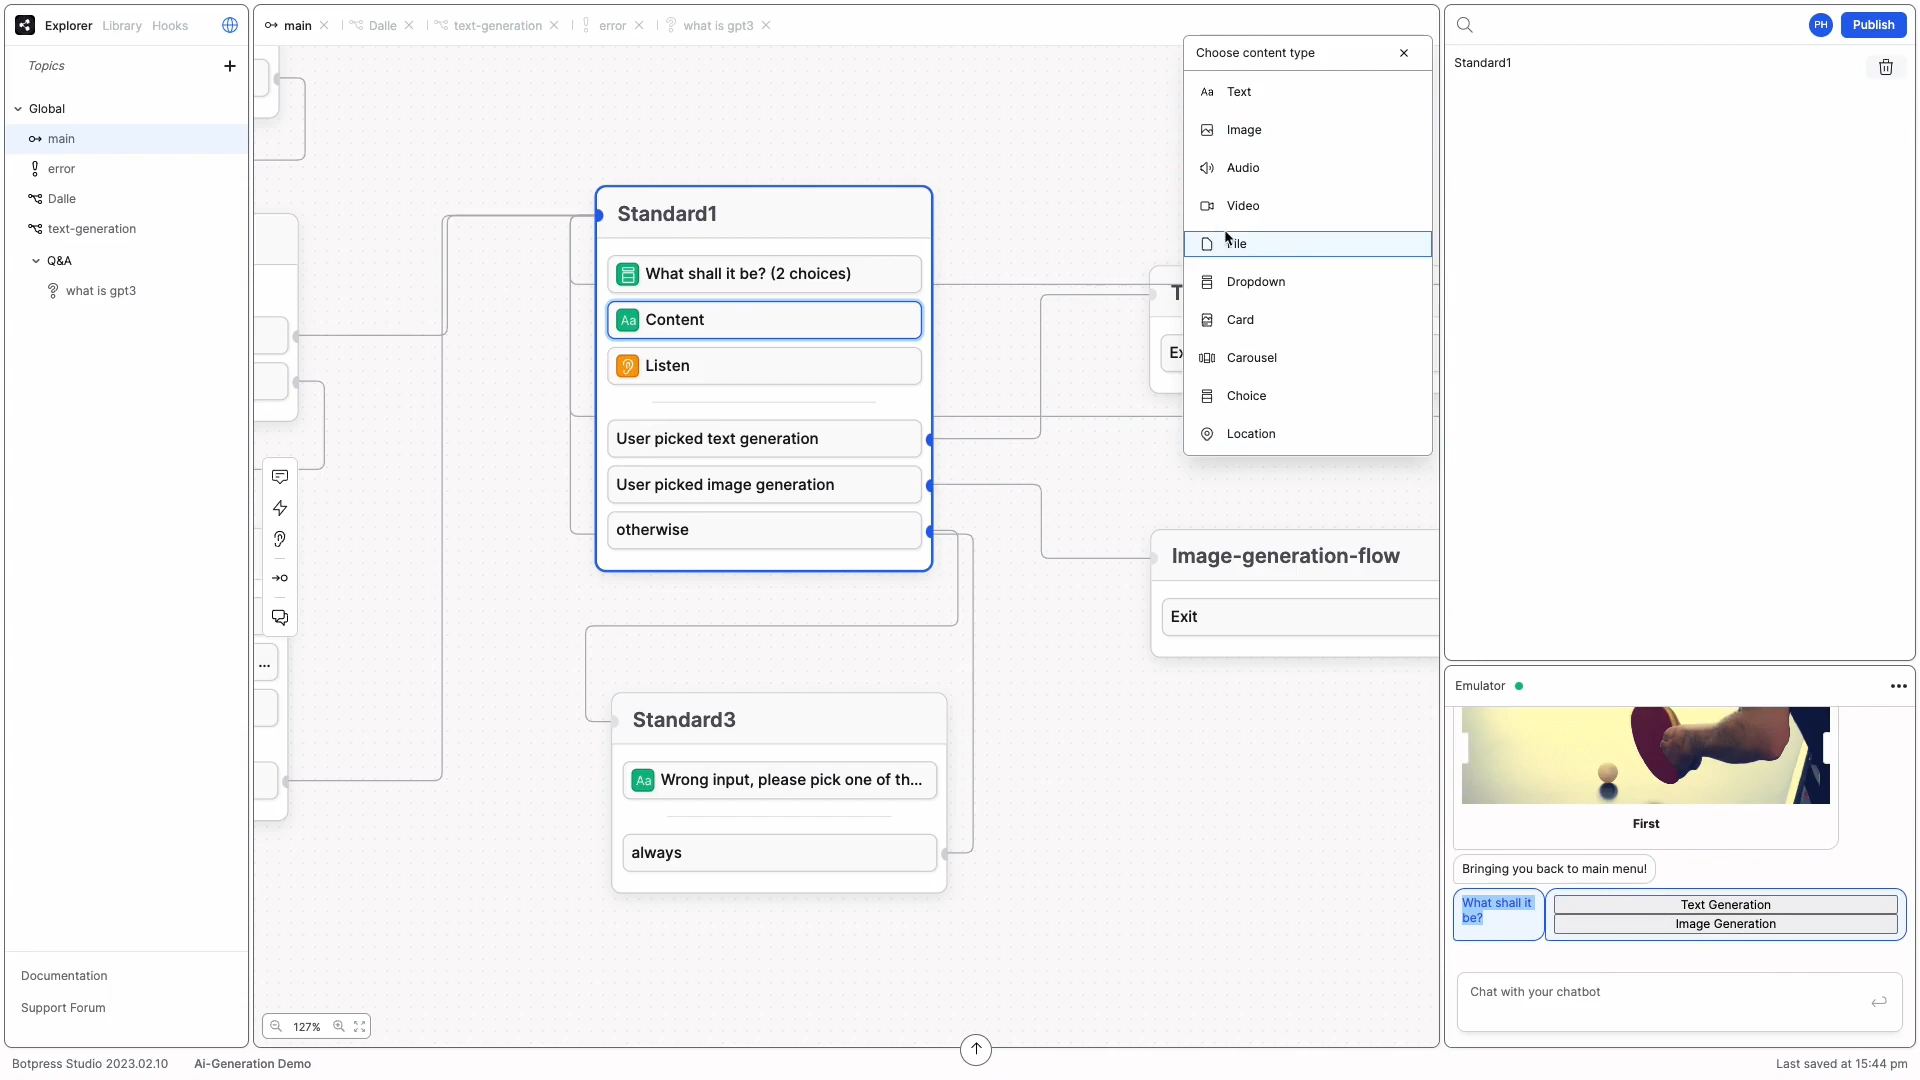 Explorer Library Hooks
Topics
Global
main
error
Dalle
text-generation
Q&A
what is gpt3
Documentation
Support Forum
main
Dalle
text-generation
error
what is gpt3
Standard1
What shall it be? (2 choices)
Aa Content
Listen
User picked text generation
User picked image generation
otherwise
Standard3
Aa Wrong input, please pick one of th...
always
...
T
Ex
Image-generation-flow
Exit
127%
Choose content type
Aa Text
Image
Audio
Video
File
Dropdown
Card
Carousel
Choice
Location
PH Publish
Standard1
Emulator
First
Bringing you back to main menu!
What shall it
be?
Text Generation
Image Generation
Chat with your chatbot
Botpress Studio 2023.02.10 Ai-Generation Demo
Last saved at 15:44 pm